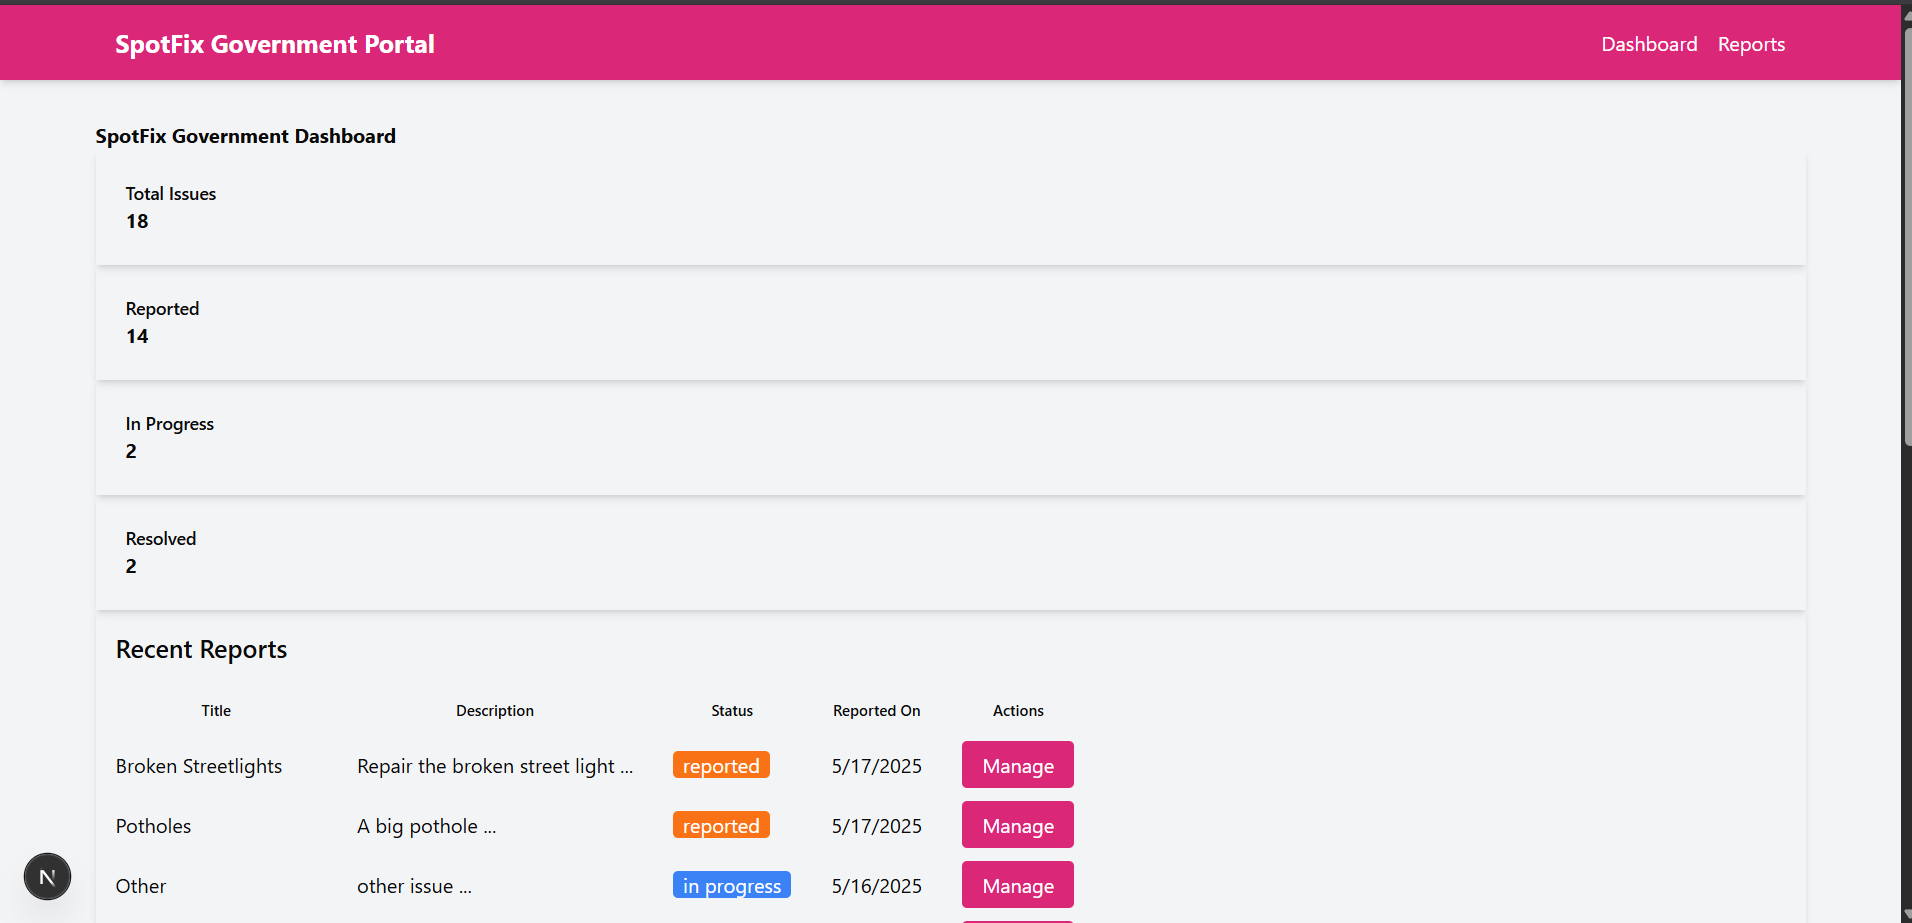 SpotFix Government Portal Dashboard Reports
SpotFix Government Dashboard
Total Issues
18
Reported
14
In Progress
2
Resolved
2
Recent Reports
Title Description Status Reported On Actions
Broken Streetlights Repair the broken street light ... reported 5/17/2025 Manage
Potholes A big pothole ... reported 5/17/2025 Manage
Other other issue ... in progress 5/16/2025 Manage
N